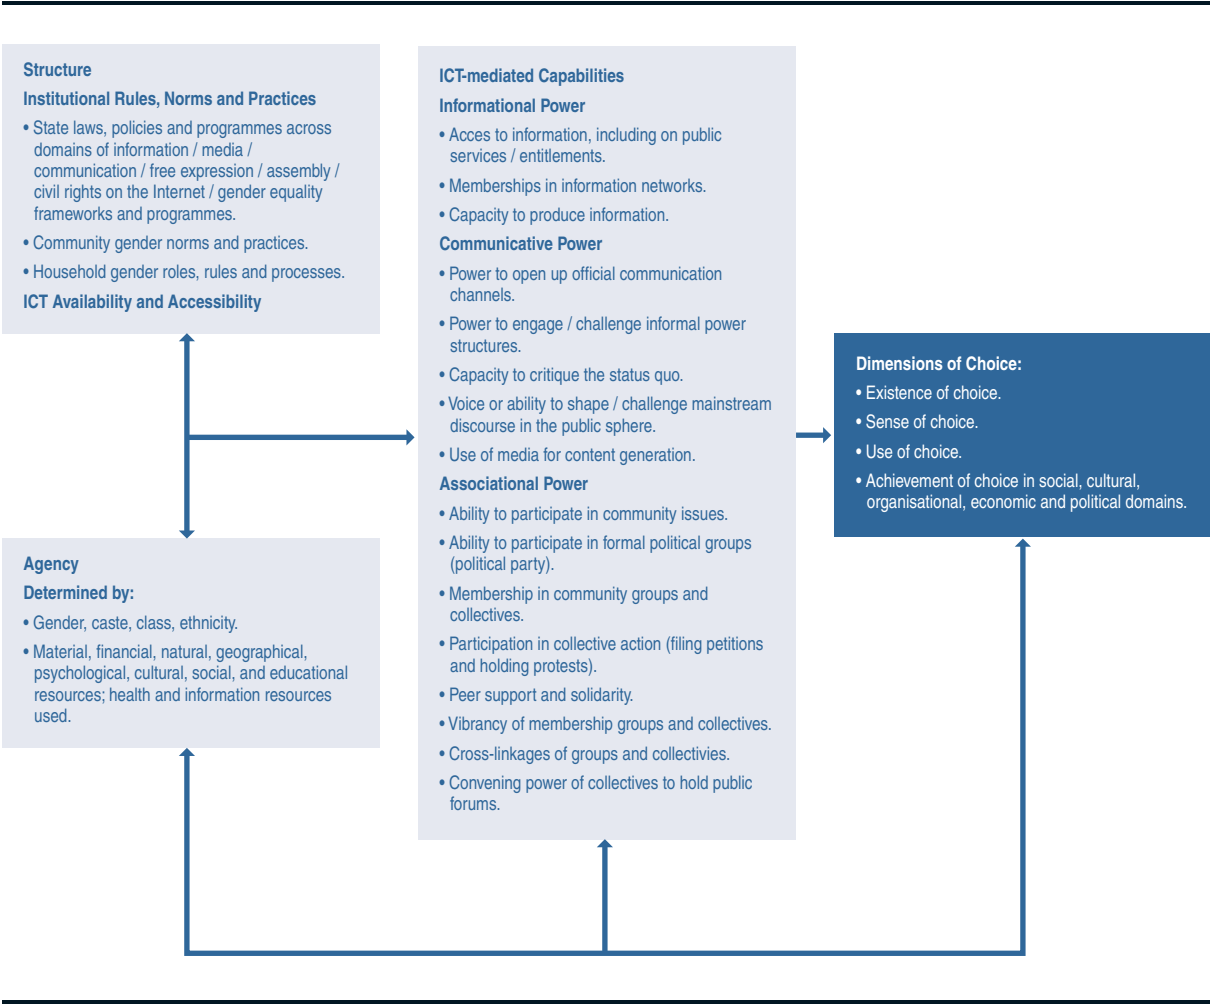 Structure
Institutional Rules, Norms and Practices
• State laws, policies and programmes across
domains of information / media /
communication / free expression / assembly /
civil rights on the Internet / gender equality
frameworks and programmes.
• Community gender norms and practices.
• Household gender roles, rules and processes.
ICT Availability and Accessibility
Agency
Determined by:
• Gender, caste, class, ethnicity.
• Material, financial, natural, geographical,
psychological, cultural, social, and educational
resources; health and information resources
used.
ICT-mediated Capabilities
Informational Power
• Acces to information, including on public
services / entitlements.
• Memberships in information networks.
• Capacity to produce information.
Communicative Power
• Power to open up official communication
channels.
• Power to engage / challenge informal power
structures.
• Capacity to critique the status quo.
• Voice or ability to shape / challenge mainstream
discourse in the public sphere.
• Use of media for content generation.
Associational Power
• Ability to participate in community issues.
• Ability to participate in formal political groups
(political party).
• Membership in community groups and
collectives.
• Participation in collective action (filing petitions
and holding protests).
• Peer support and solidarity.
• Vibrancy of membership groups and collectives.
• Cross-linkages of groups and collectivies.
• Convening power of collectives to hold public
forums.
Dimensions of Choice:
• Existence of choice.
• Sense of choice.
• Use of choice.
• Achievement of choice in social, cultural,
organisational, economic and political domains.